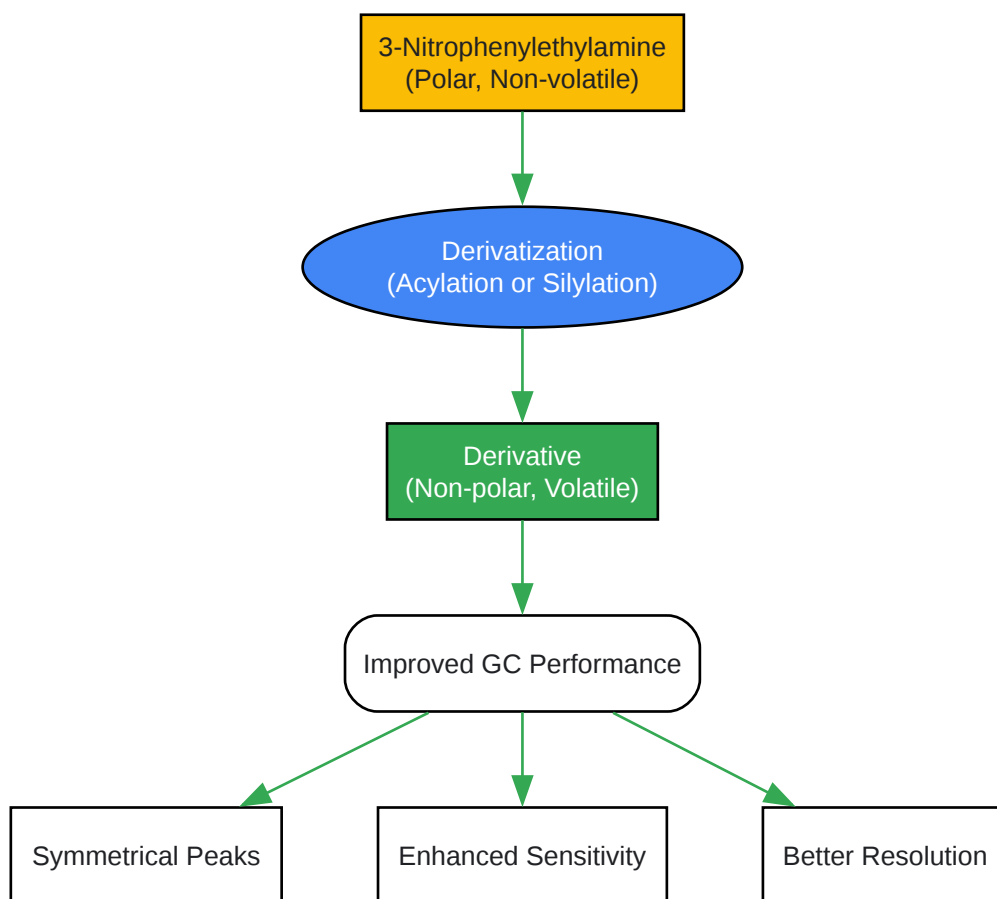 3-Nitrophenylethylamine
(Polar, Non-volatile)
Derivatization
(Acylation or Silylation)
Derivative
(Non-polar, Volatile)
Improved GC Performance
Symmetrical Peaks
Enhanced Sensitivity
Better Resolution